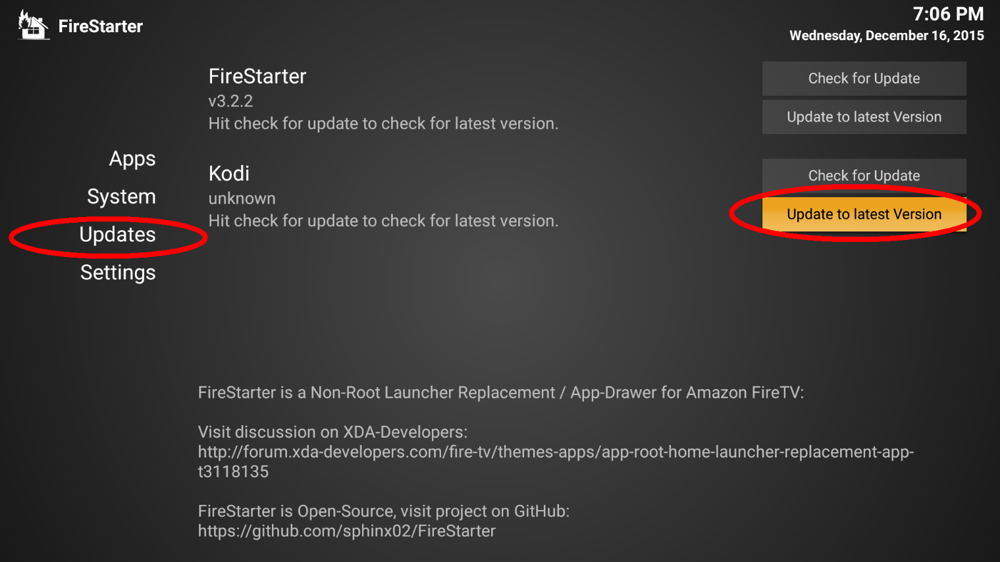 FireStarter
7:06 PM
Wednesday, December 16, 2015
FireStarter
v3.2.2
Hit check for update to check for latest version.
Check for Update
Update to latest Version
Apps
System
Updates
Settings
Kodi
unknown
Hit check for update to check for latest version.
Check for Update
Update to latest Version
FireStarter is a Non-Root Launcher Replacement / App-Drawer for Amazon FireTV:
Visit discussion on XDA-Developers:
http://forum.xda-developers.com/fire-tv/themes-apps/app-root-home-launcher-replacement-app-
t3118135
FireStarter is Open-Source, visit project on GitHub:
https://github.com/sphinx02/FireStarter